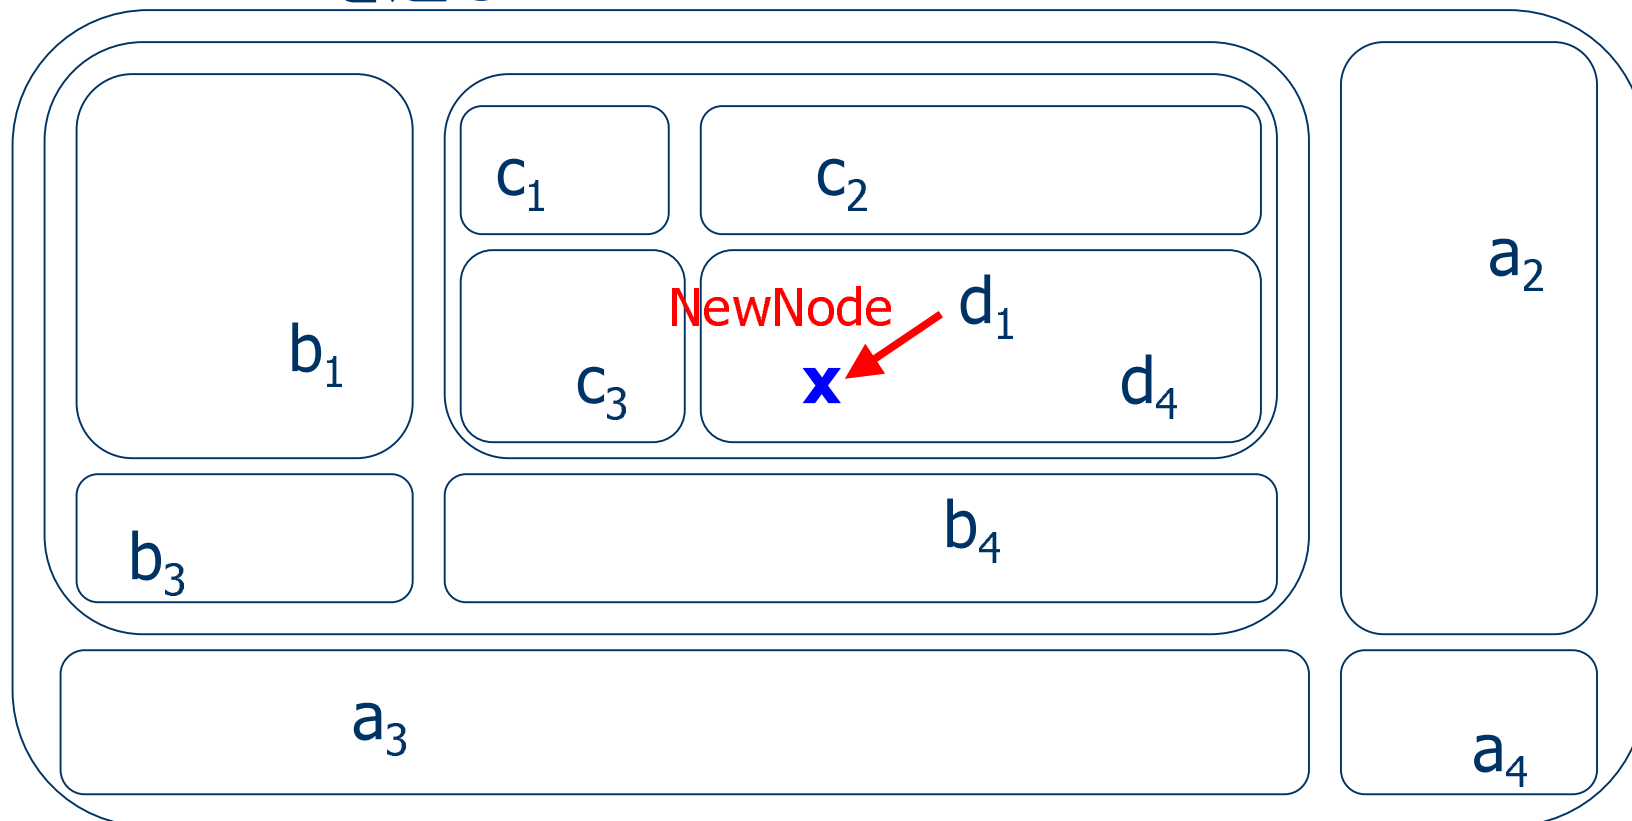 c₁ c₂
a₂
NewNode d₁
b₁ c₃ x d₄
b₃ b₄
a₃ a₄